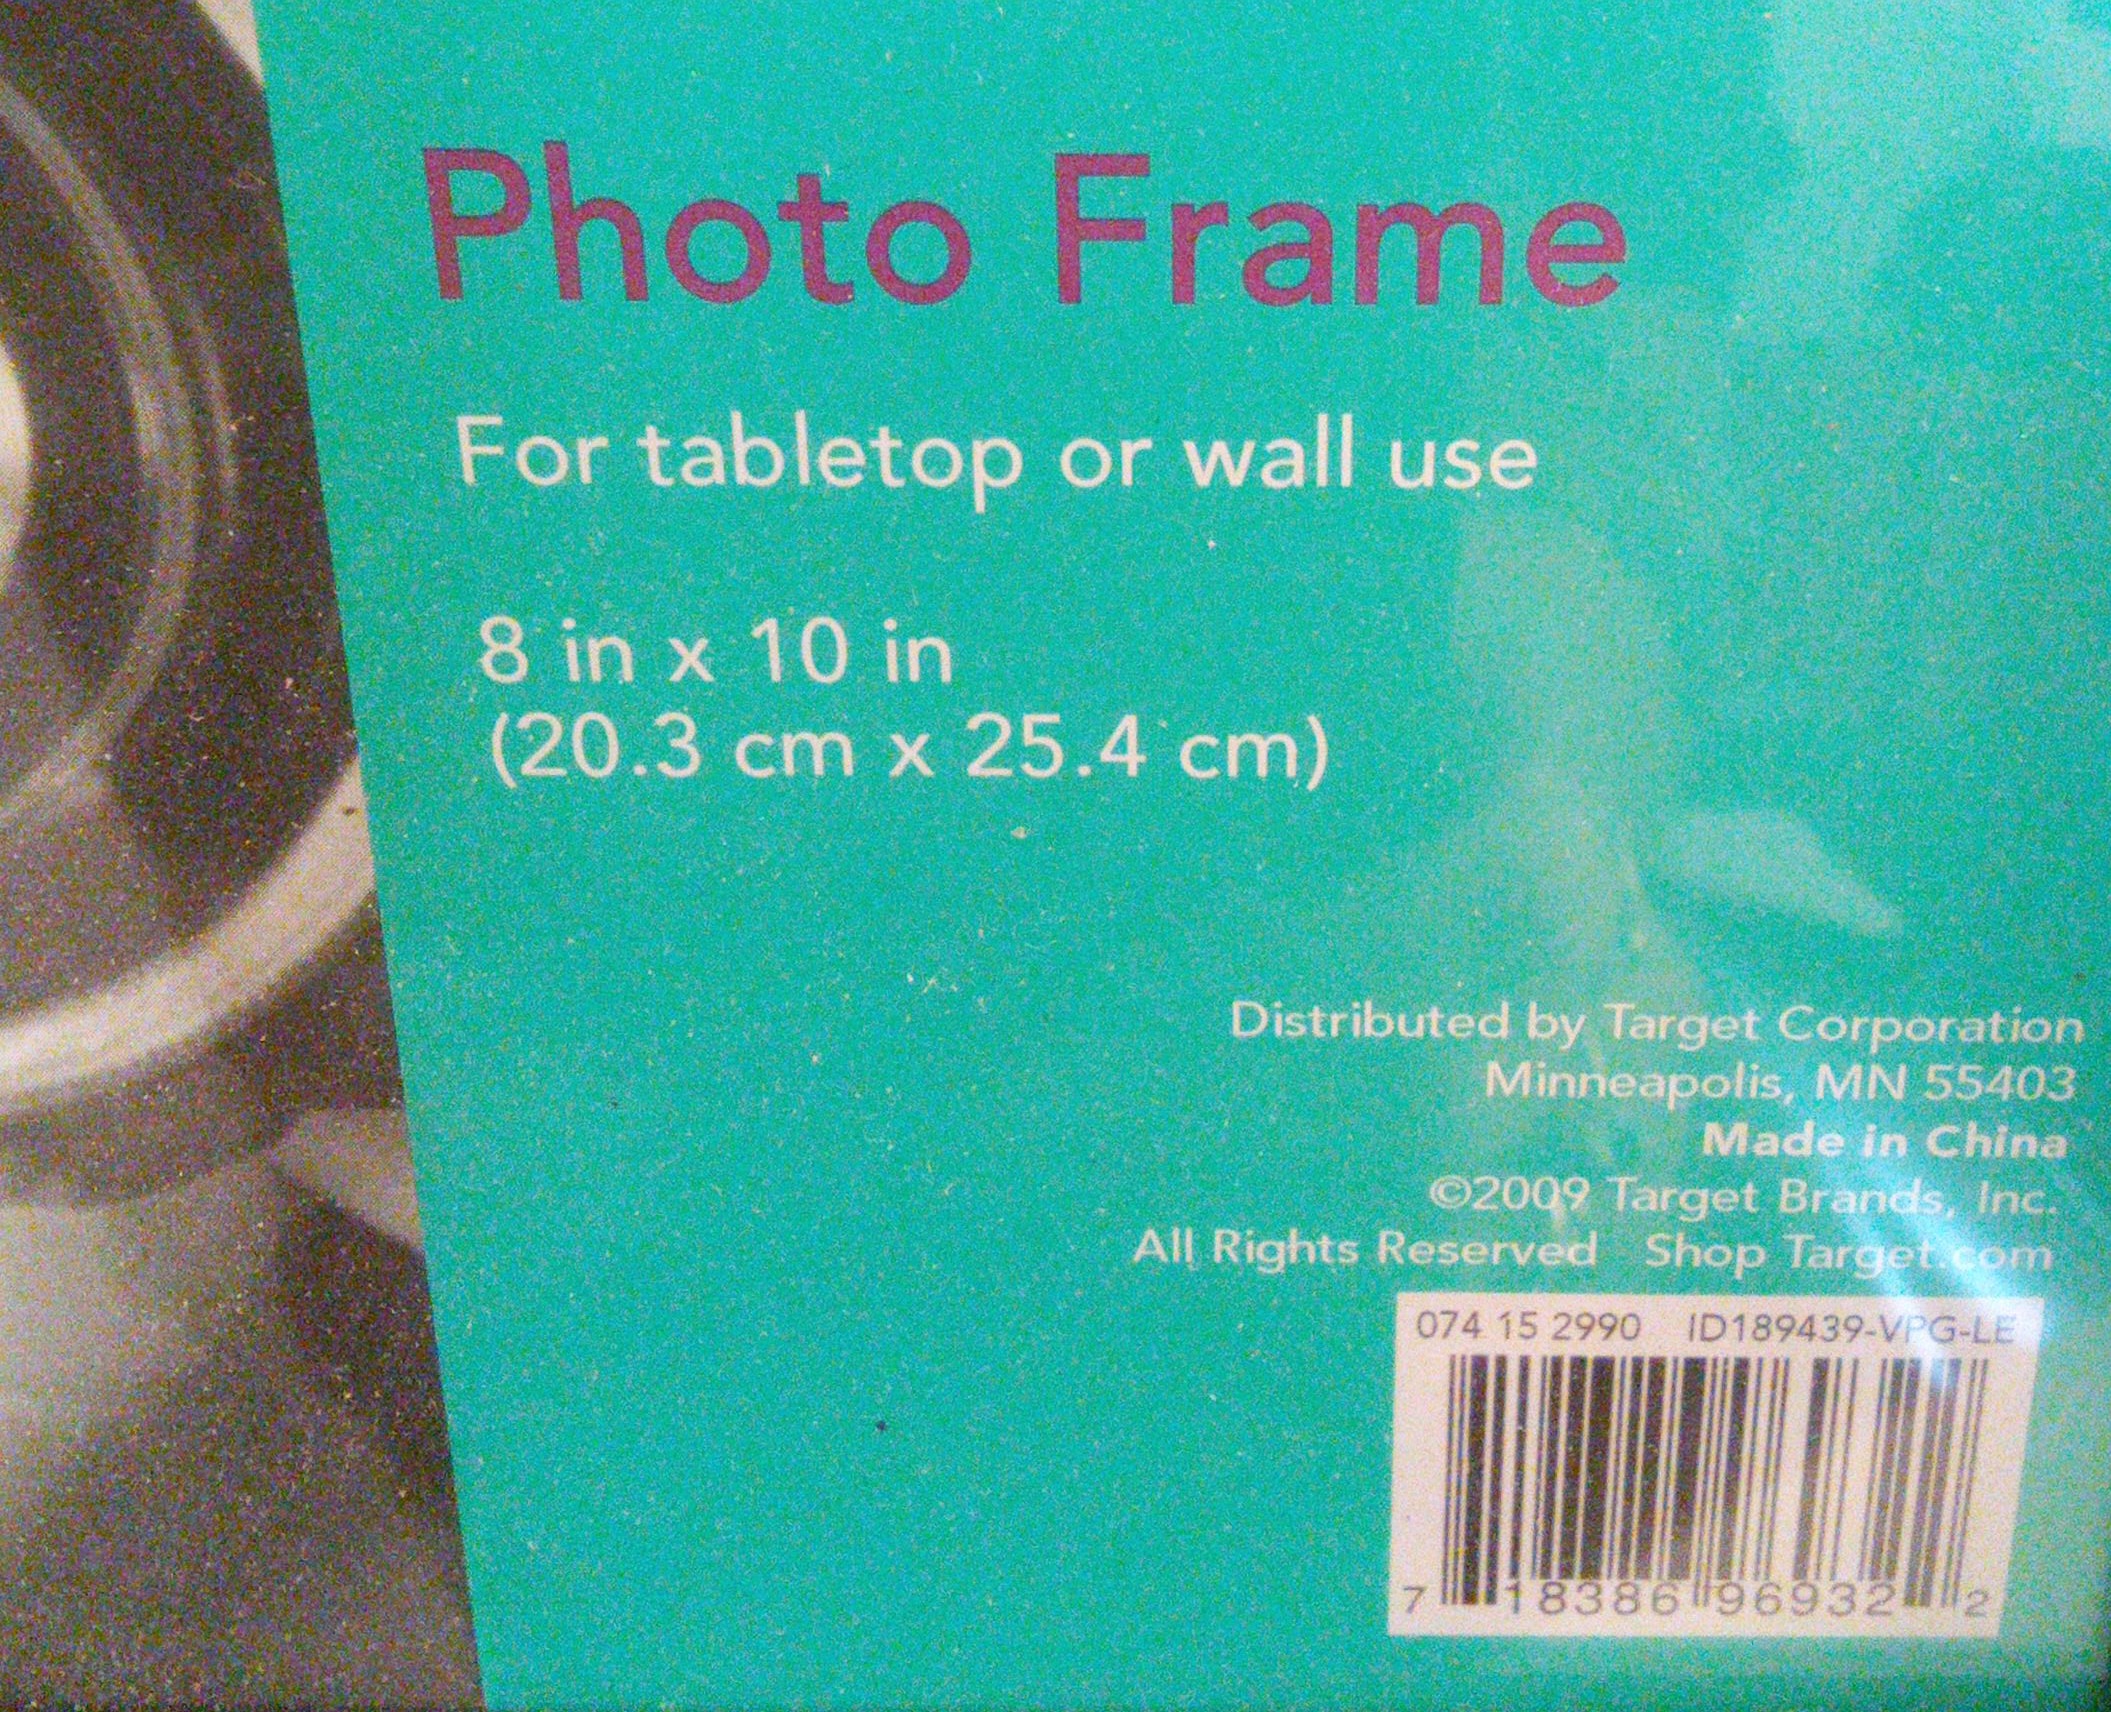 Photo Frame
For tabletop or wall use
8 in x 10 in
(20.3 cm x 25.4 cm)
Distributed by Target Corporation
Minneapolis, MN 55403
Made in China
©2009 Target Brands, Inc.
All Rights Reserved Shop Target.com
074 15 2990 ID189439-VPG-LE
7 18386 96932 2